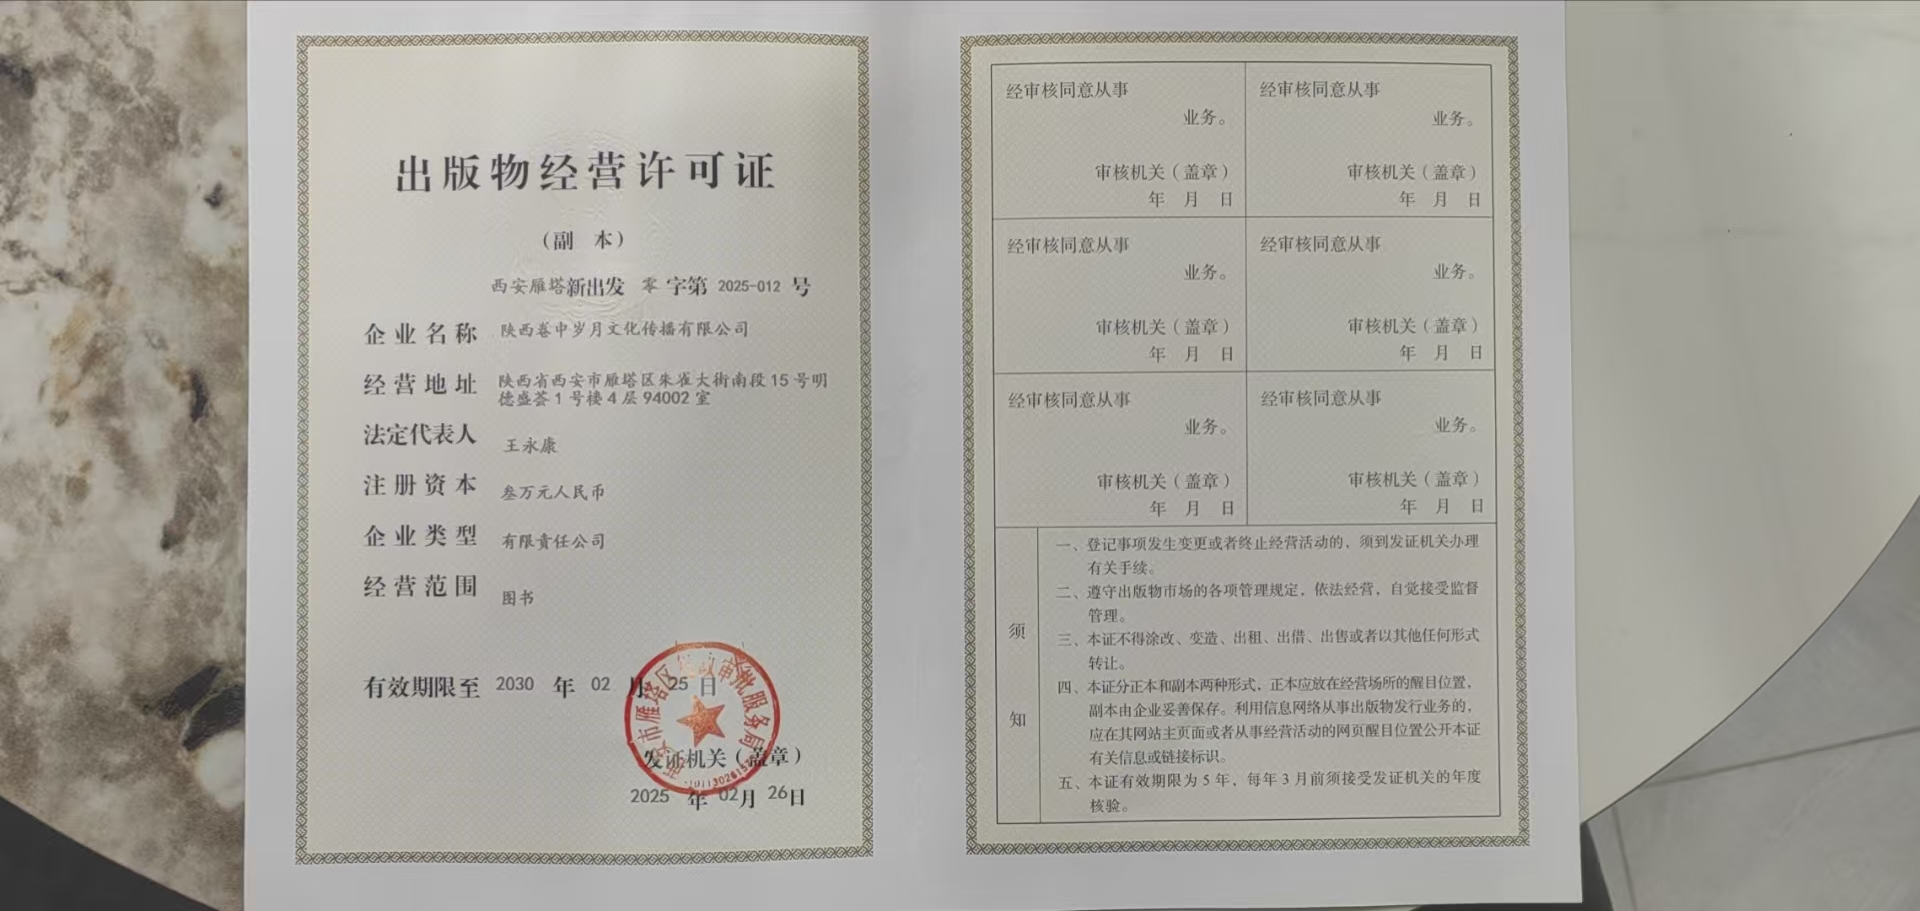 出版物经营许可证
（副 本）
西安雁塔新出发 零 字第 2025-012 号
企业名称 陕西卷中岁月文化传播有限公司
经营地址 陕西省西安市雁塔区朱雀大街南段15号明
德盛荟1号楼4层94002室
法定代表人 王永康
注册资本 叁万元人民币
企业类型 有限责任公司
经营范围 图书
有效期限至 2030 年 02 月 25 日
发证机关（盖章）
2025 年 02月 26日
西安市雁塔区行政审批服务局
经审核同意从事
业务。
审核机关（盖章）
年 月 日
经审核同意从事
业务。
审核机关（盖章）
年 月 日
经审核同意从事
业务。
审核机关（盖章）
年 月 日
经审核同意从事
业务。
审核机关（盖章）
年 月 日
经审核同意从事
业务。
审核机关（盖章）
年 月 日
经审核同意从事
业务。
审核机关（盖章）
年 月 日
须知
一、登记事项发生变更或者终止经营活动的，须到发证机关办理
有关手续。
二、遵守出版物市场的各项管理规定，依法经营，自觉接受监督
管理。
三、本证不得涂改、变造、出租、出借、出售或者以其他任何形式
转让。
四、本证分正本和副本两种形式，正本应放在经营场所的醒目位置，
副本由企业妥善保存。利用信息网络从事出版物发行业务的，
应在其网站主页面或者从事经营活动的网页醒目位置公开本证
有关信息或链接标识。
五、本证有效期限为5年，每年3月前须接受发证机关的年度
核验。